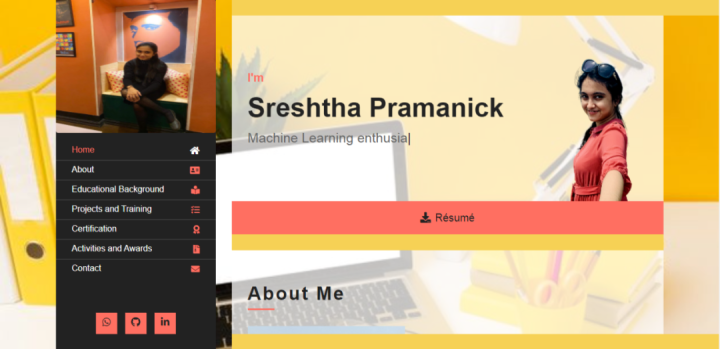 Home
About
Educational Background
Projects and Training
Certification
Activities and Awards
Contact
I'm
Sreshtha Pramanick
Machine Learning enthusia|
Résumé
About Me
in